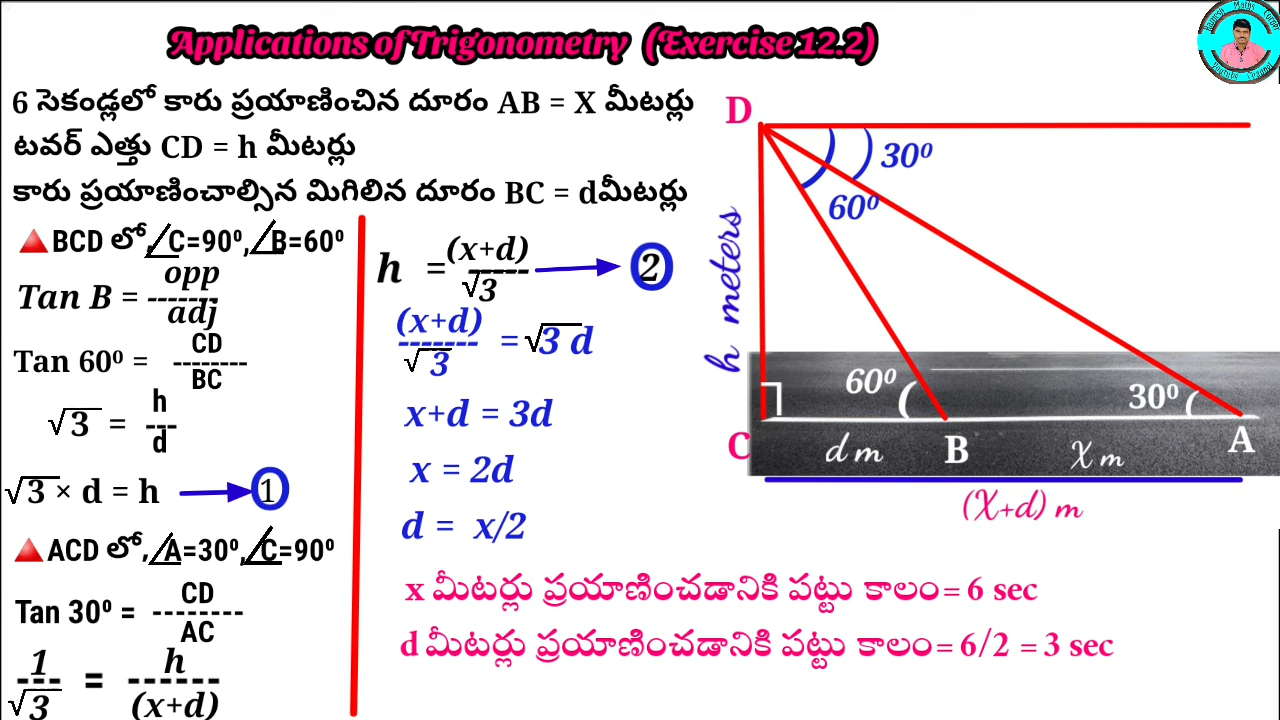 Applications of Trigonometry (Exercise 12.2)
6 సెకండ్లలో కారు ప్రయాణించిన దూరం AB = X మీటర్లు
టవర్ ఎత్తు CD = h మీటర్లు
కారు ప్రయాణించాల్సిన మిగిలిన దూరం BC = dమీటర్లు
🔺BCD లో, ∠C=90⁰, ∠B=60⁰
opp
Tan B = -------
adj
CD
Tan 60⁰ = --------
BC
h
√3 = ---
d
√3 × d = h → 1
🔺ACD లో, ∠A=30⁰, ∠C=90⁰
CD
Tan 30⁰ = --------
AC
1 h
--- = ------
√3 (x+d)
(x+d)
h = ----- → 2
√3
(x+d)
------- = √3 d
√3
x+d = 3d
x = 2d
d = x/2
x మీటర్లు ప్రయాణించడానికి పట్టు కాలం= 6 sec
d మీటర్లు ప్రయాణించడానికి పట్టు కాలం= 6/2 = 3 sec
D
30⁰
60⁰
h meters
60⁰
30⁰
C
d m
B
X m
A
(X+d) m